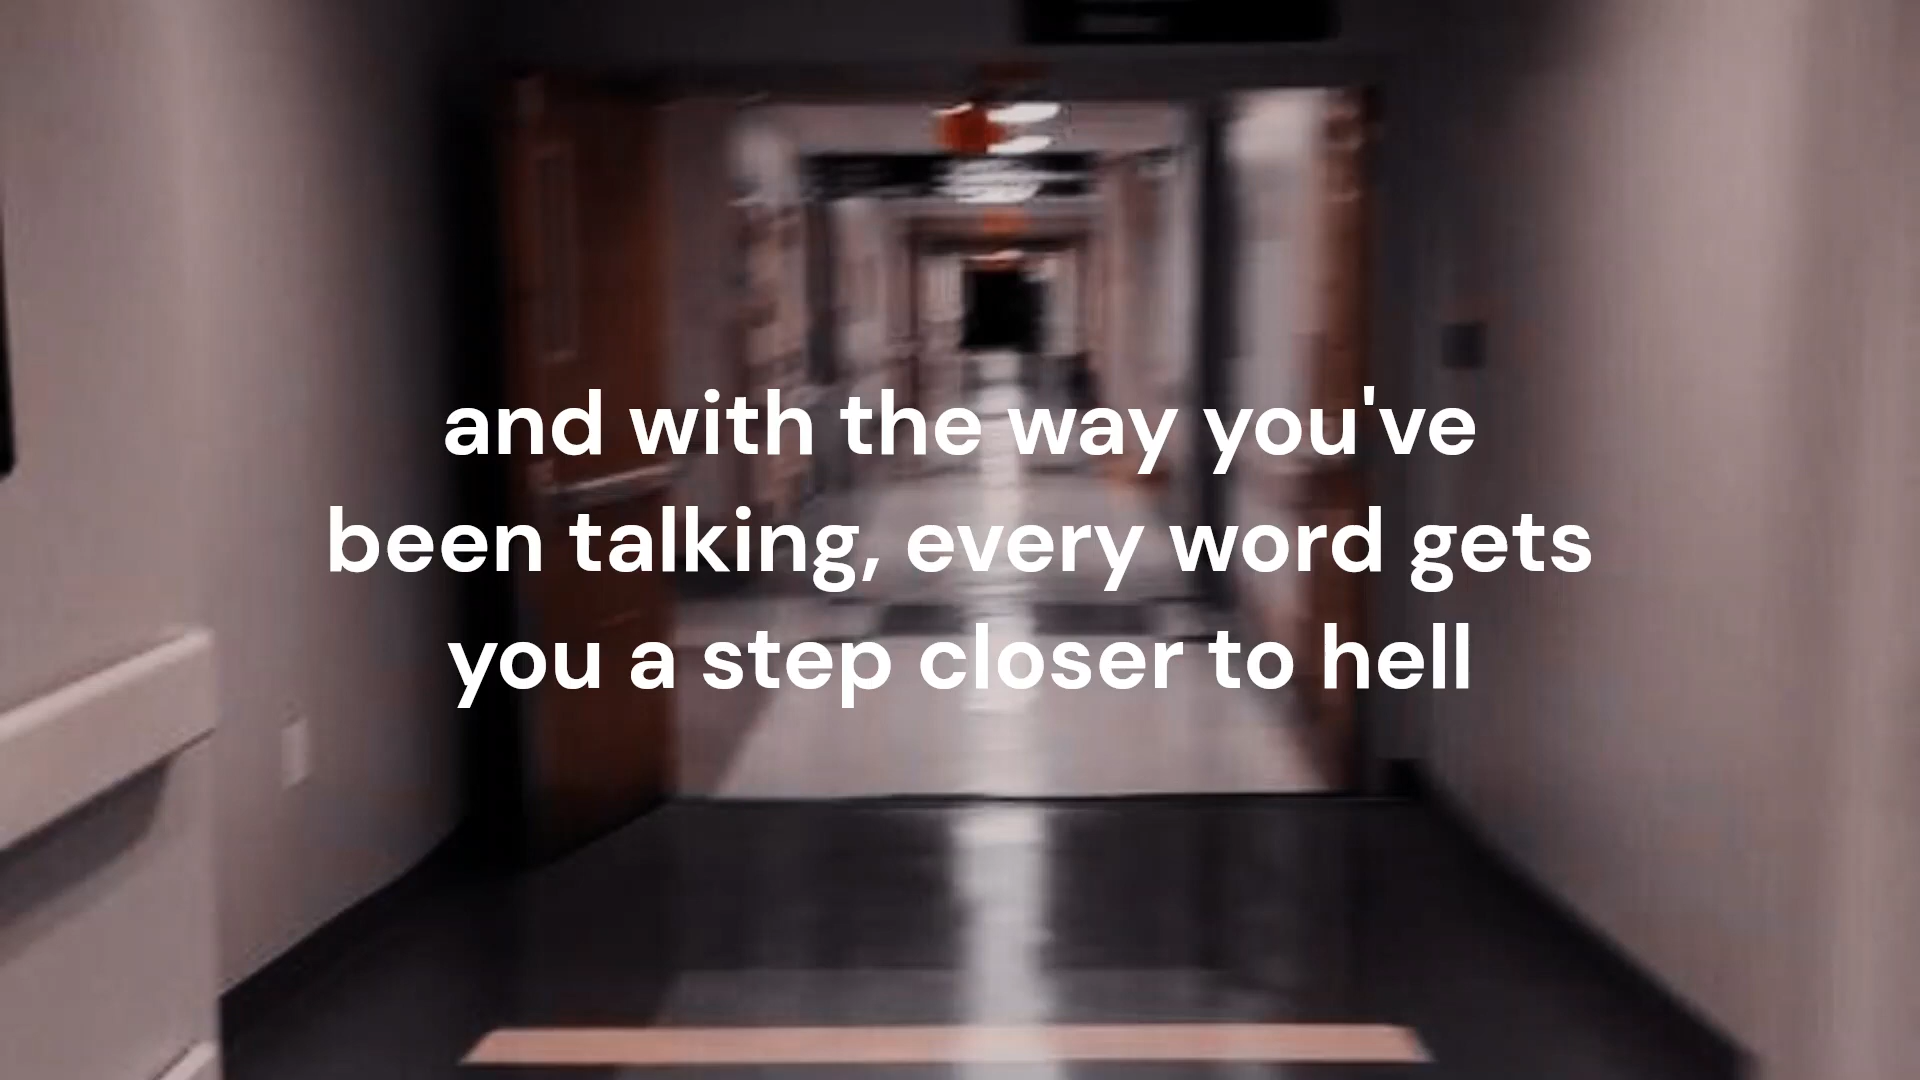 and with the way you've
been talking, every word gets
you a step closer to hell